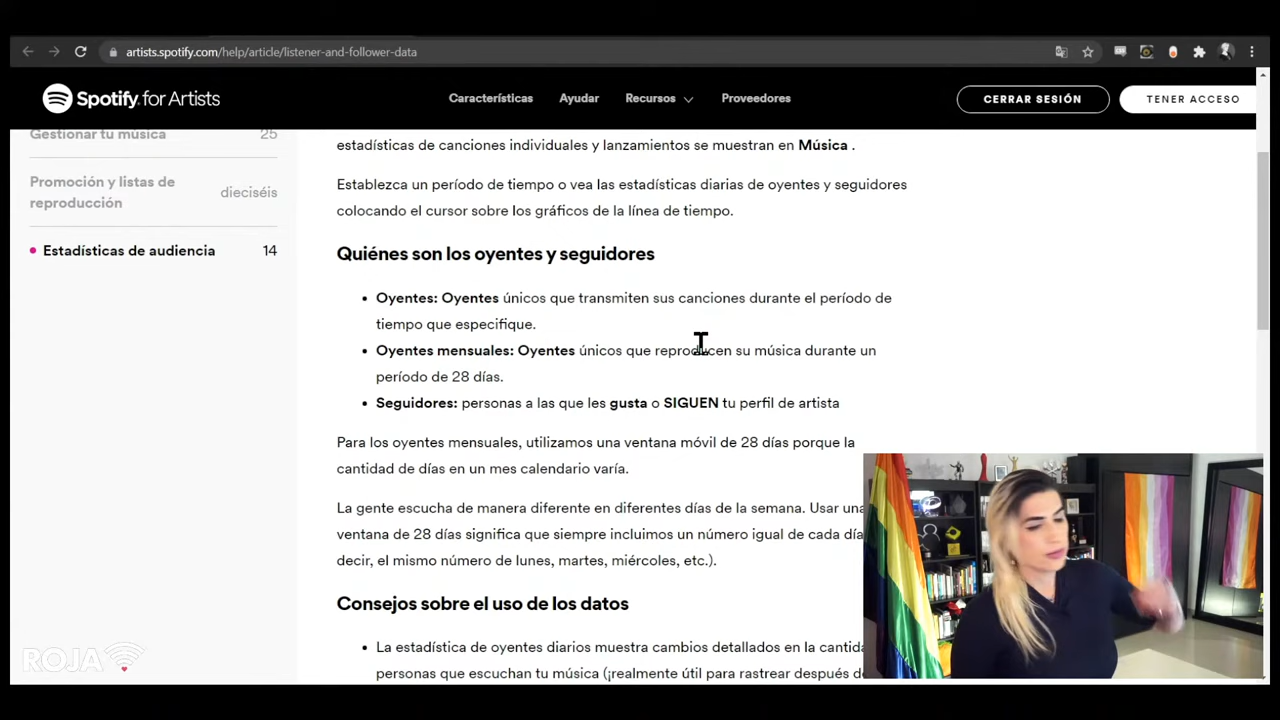 artists.spotify.com/help/article/listener-and-follower-data
Spotify for Artists
Características
Ayudar
Recursos
Proveedores
CERRAR SESIÓN
TENER ACCESO
Gestionar tu música 25
Promoción y listas de
reproducción dieciséis
Estadísticas de audiencia 14
estadísticas de canciones individuales y lanzamientos se muestran en Música .
Establezca un período de tiempo o vea las estadísticas diarias de oyentes y seguidores
colocando el cursor sobre los gráficos de la línea de tiempo.
Quiénes son los oyentes y seguidores
• Oyentes: Oyentes únicos que transmiten sus canciones durante el período de
tiempo que especifique.
• Oyentes mensuales: Oyentes únicos que reproducen su música durante un
período de 28 días.
• Seguidores: personas a las que les gusta o SIGUEN tu perfil de artista
Para los oyentes mensuales, utilizamos una ventana móvil de 28 días porque la
cantidad de días en un mes calendario varía.
La gente escucha de manera diferente en diferentes días de la semana. Usar una
ventana de 28 días significa que siempre incluimos un número igual de cada día
decir, el mismo número de lunes, martes, miércoles, etc.).
Consejos sobre el uso de los datos
• La estadística de oyentes diarios muestra cambios detallados en la cantida
personas que escuchan tu música (¡realmente útil para rastrear después de
ROJA